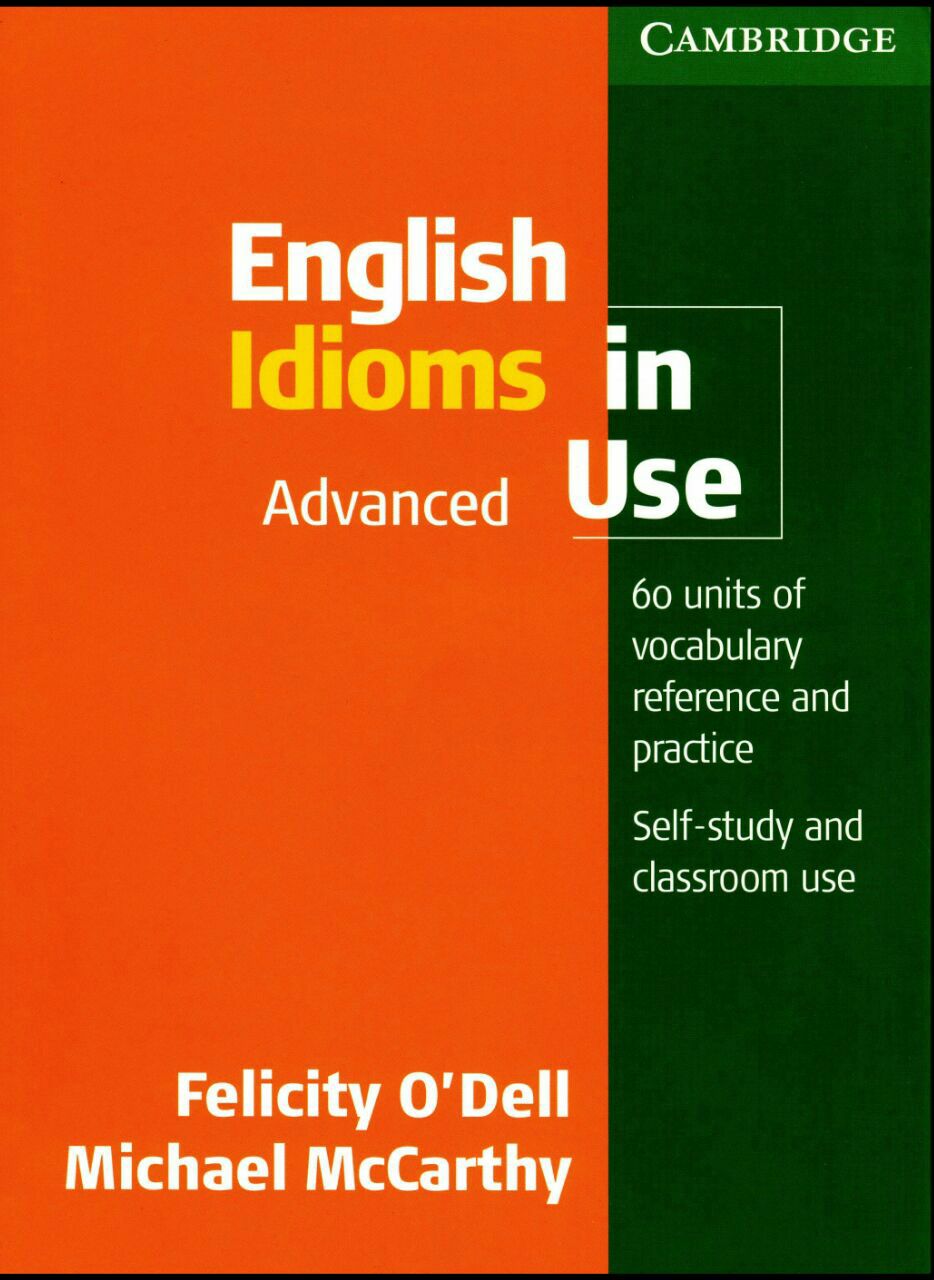 CAMBRIDGE
English
Idioms in
Advanced Use
60 units of
vocabulary
reference and
practice
Self-study and
classroom use
Felicity O'Dell
Michael McCarthy